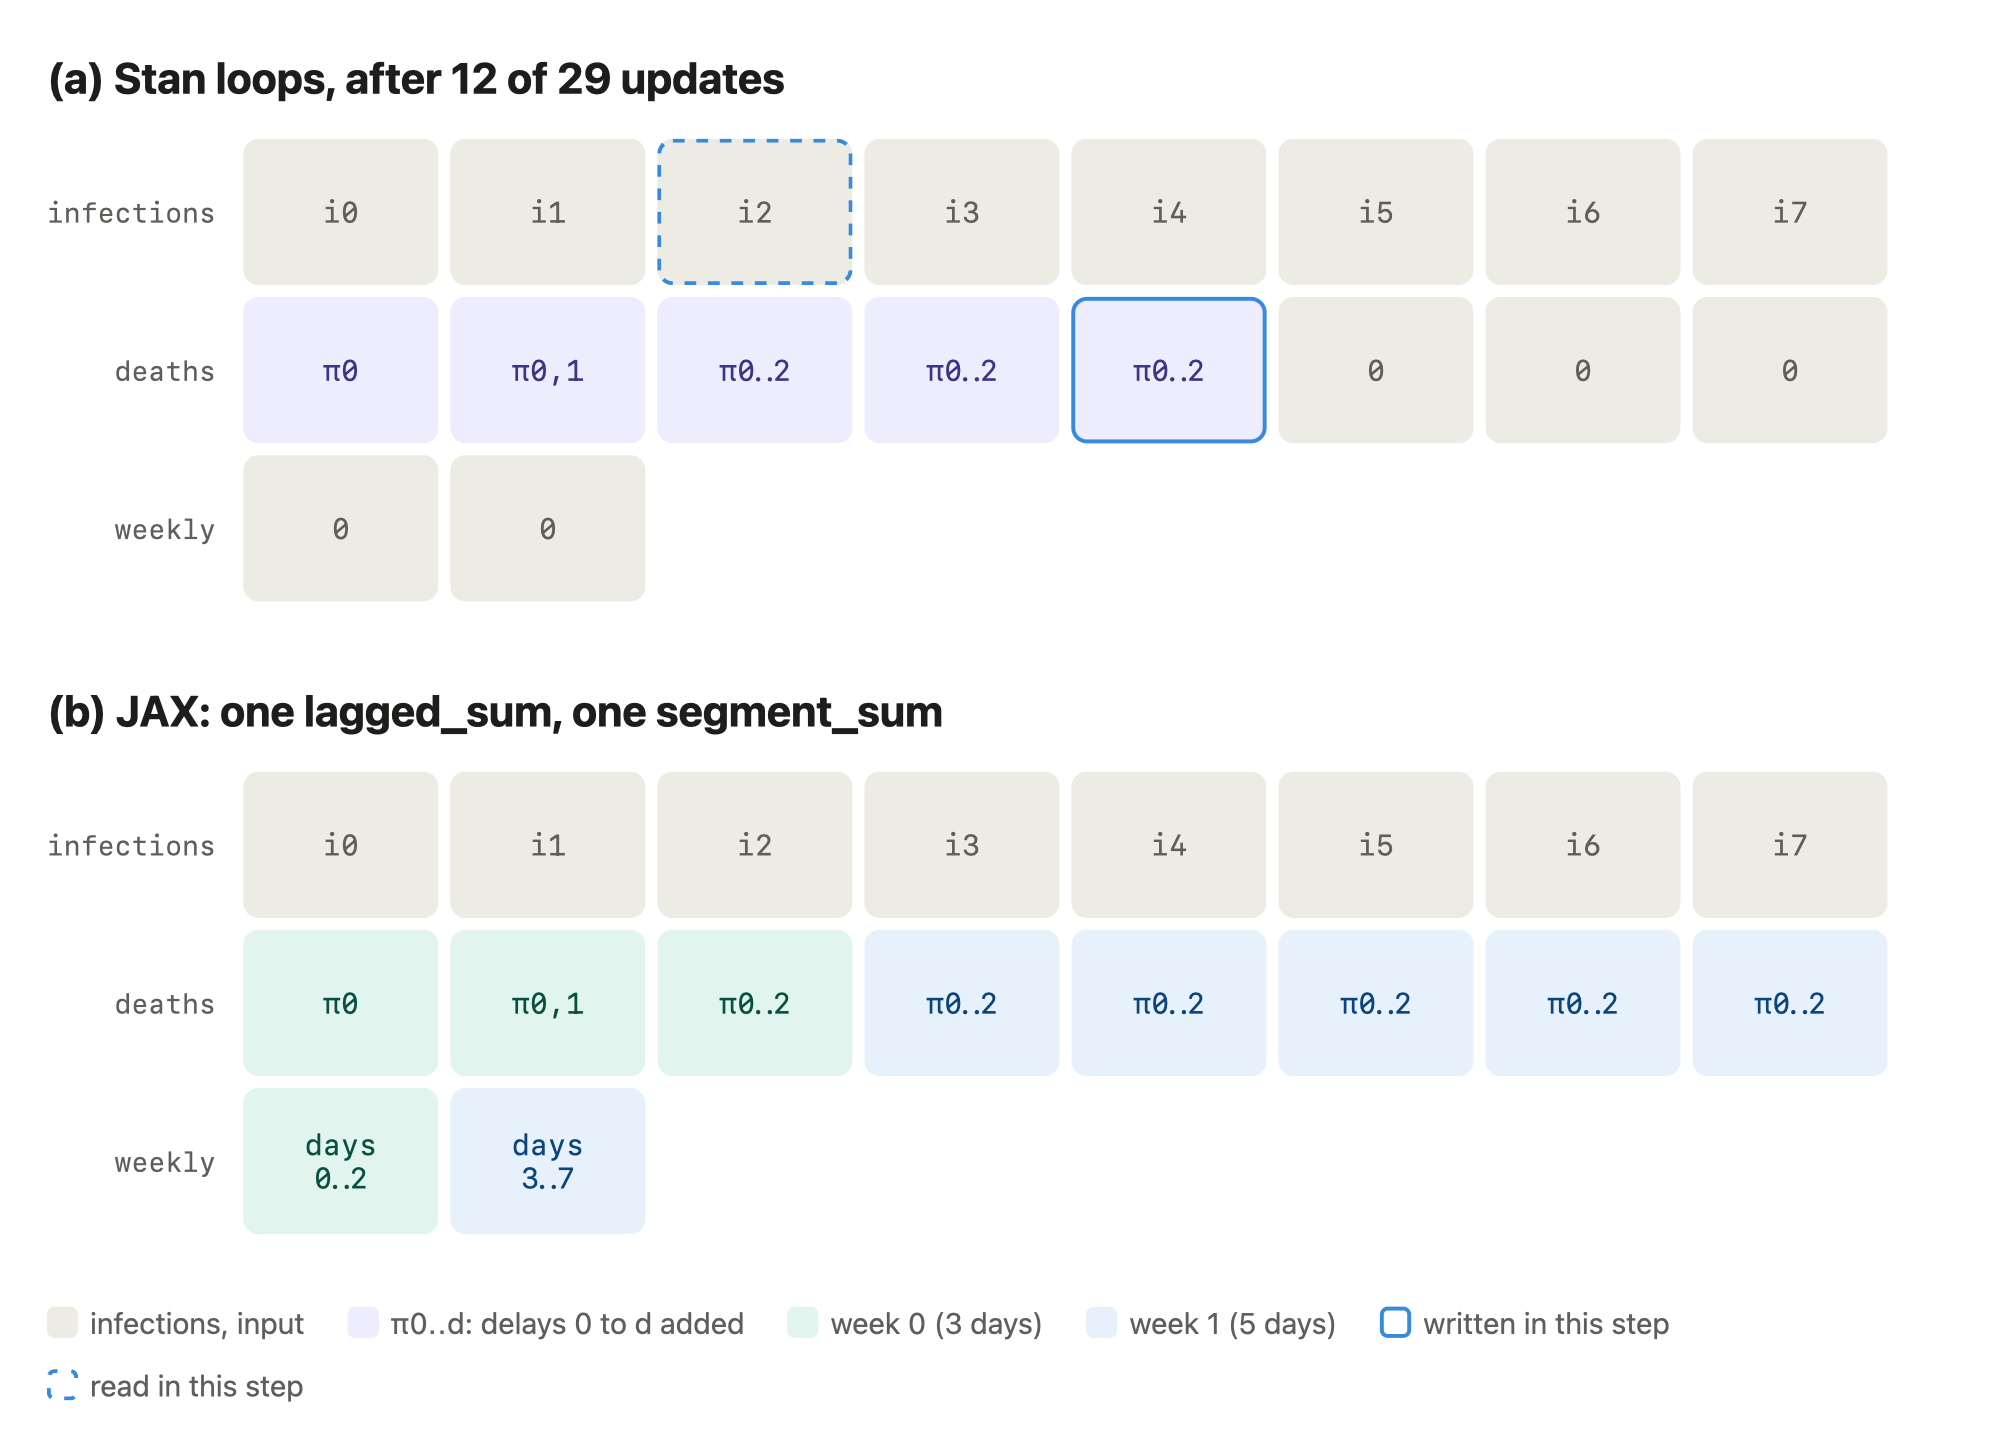 (a) Stan loops, after 12 of 29 updates
infections i0 i1 i2 i3 i4 i5 i6 i7
deaths π0 π0,1 π0..2 π0..2 π0..2 0 0 0
weekly 0 0
(b) JAX: one lagged_sum, one segment_sum
infections i0 i1 i2 i3 i4 i5 i6 i7
deaths π0 π0,1 π0..2 π0..2 π0..2 π0..2 π0..2 π0..2
weekly days 0..2 days 3..7
infections, input π0..d: delays 0 to d added week 0 (3 days) week 1 (5 days) written in this step
read in this step